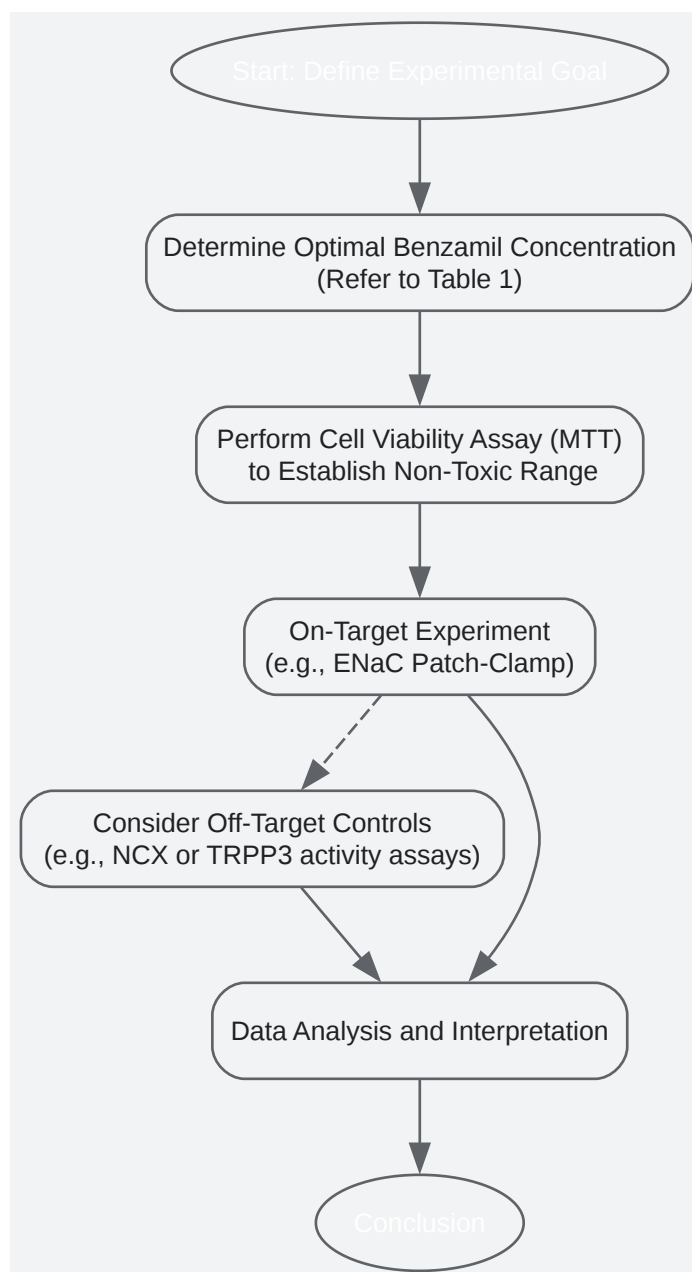 Start: Define Experimental Goal
Determine Optimal Benzamil Concentration
(Refer to Table 1)
Perform Cell Viability Assay (MTT)
to Establish Non-Toxic Range
On-Target Experiment
(e.g., ENaC Patch-Clamp)
Consider Off-Target Controls
(e.g., NCX or TRPP3 activity assays)
Data Analysis and Interpretation
Conclusion